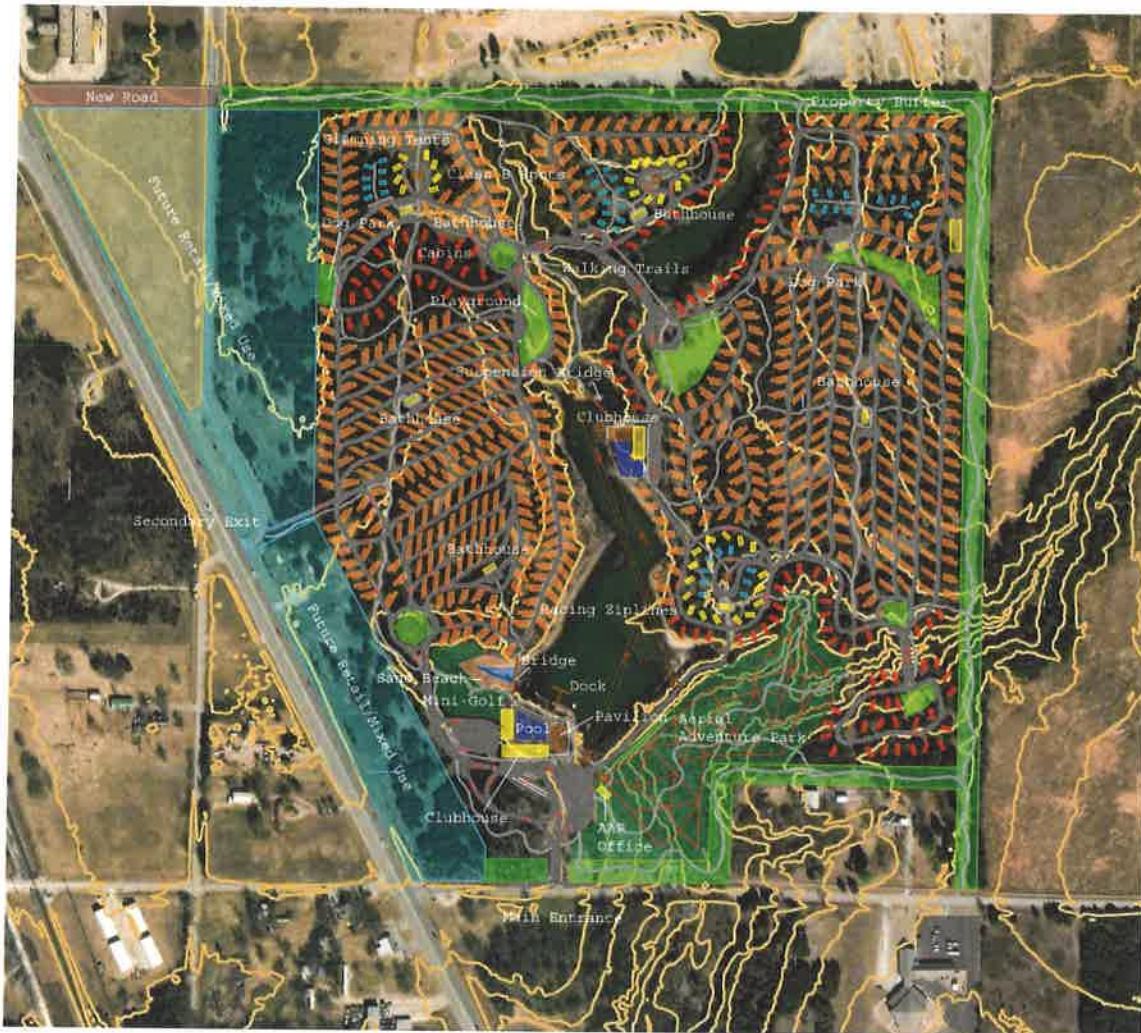 New Road
Property Buffer
Glamping Tents
Class B Spots
Dog Park
Bathhouse
Bathhouse
Cabins
Walking Trails
Future Retail/Mixed Use
Dog Park
Playground
Suspension Bridge
Bathhouse
Bathhouse
Clubhouse
Secondary Exit
Bathhouse
Racing Ziplines
Future Retail/Mixed Use
Bridge
Sand Beach
Dock
Mini-Golf
Pool
Pavilion
Aerial
Adventure Park
Clubhouse
AAP
Office
Main Entrance